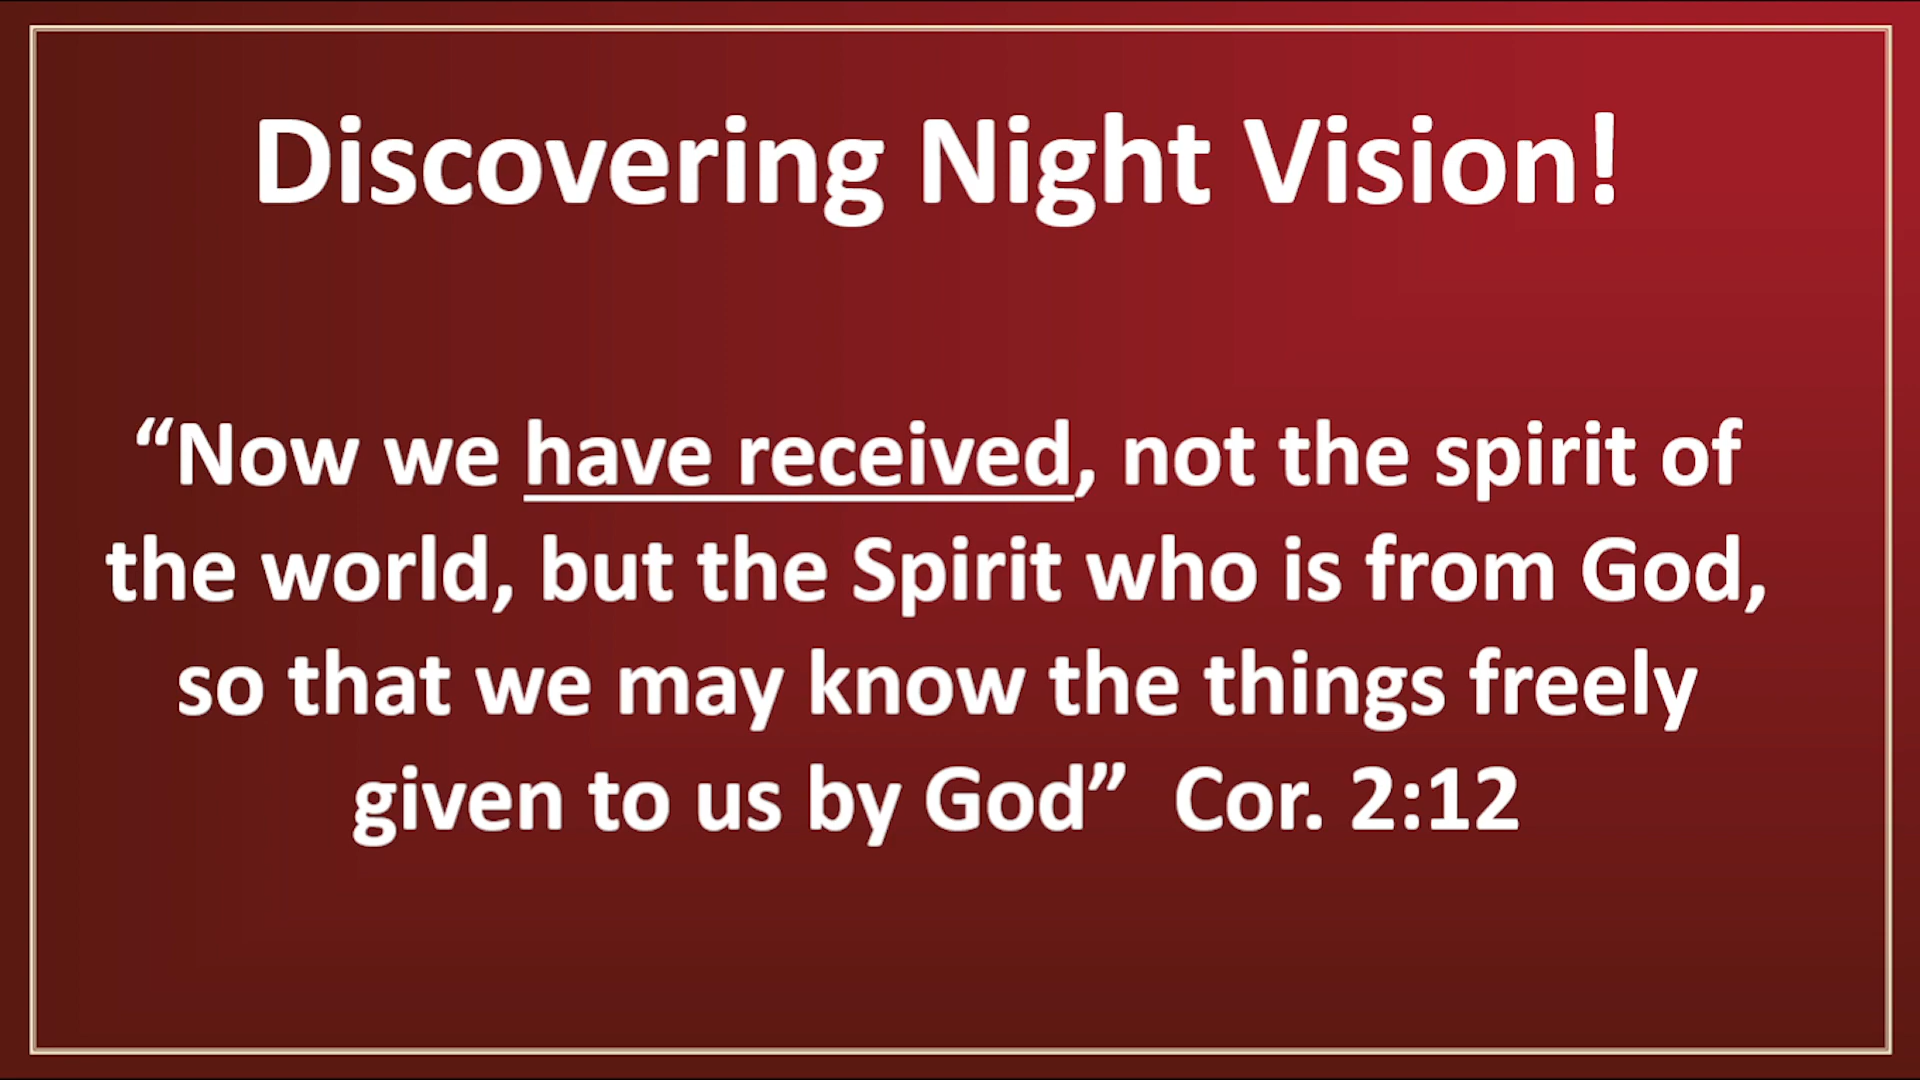 Discovering Night Vision!
“Now we have received, not the spirit of
the world, but the Spirit who is from God,
so that we may know the things freely
given to us by God”  Cor. 2:12